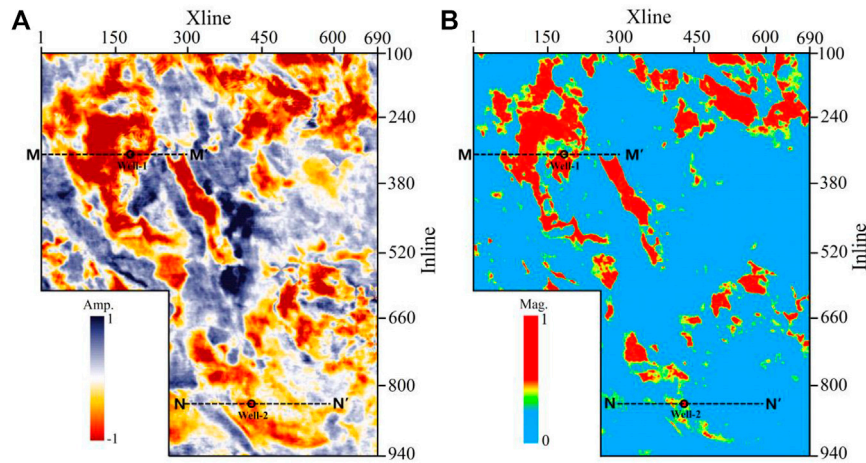 A
Xline
1 150 300 450 600 690
100
240
380
520
660
800
940
Inline
M M′
Well-1
Amp.
1
-1
N N′
Well-2
B
Xline
1 150 300 450 600 690
100
240
380
520
660
800
940
Inline
M M′
Well-1
Mag.
1
0
N N′
Well-2